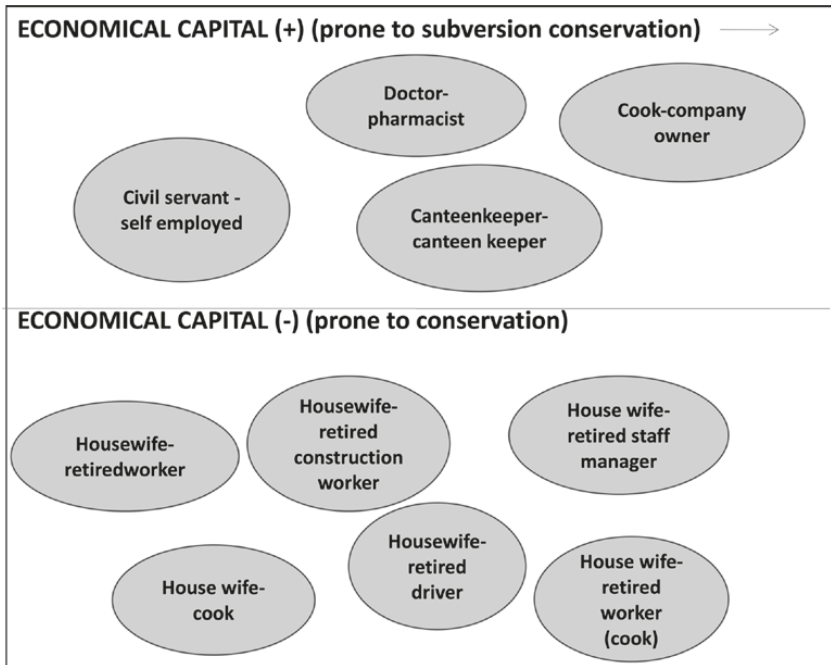 ECONOMICAL CAPITAL (+) (prone to subversion conservation)
Doctor-
pharmacist
Cook-company
owner
Civil servant -
self employed
Canteenkeeper-
canteen keeper
ECONOMICAL CAPITAL (-) (prone to conservation)
Housewife-
retiredworker
Housewife-
retired
construction
worker
House wife-
retired staff
manager
House wife-
cook
Housewife-
retired
driver
House wife-
retired
worker
(cook)